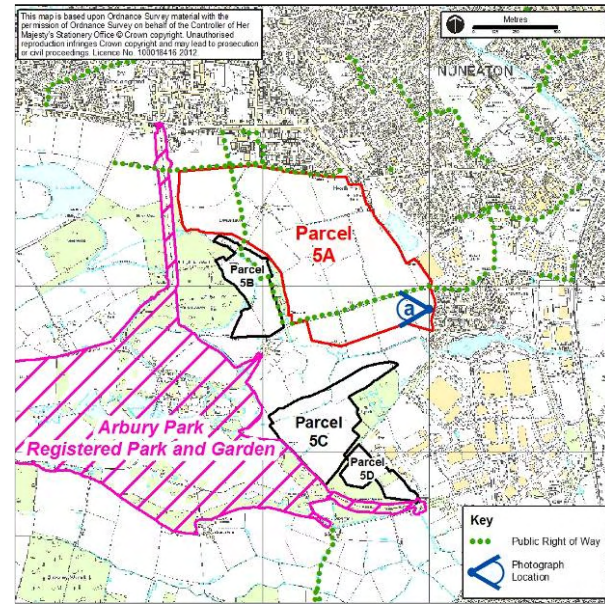 This map is based upon Ordnance Survey material with the
permission of Ordnance Survey on behalf of the Controller of Her
Majesty's Stationery Office © Crown copyright. Unauthorised
reproduction infringes Crown copyright and may lead to prosecution
or civil proceedings. Licence No. 100018416 2012.
Metres
NUNEATON
Parcel
5A
Parcel
5B
a
Arbury Park
Registered Park and Garden
Parcel
5C
Parcel
5D
Key
Public Right of Way
Photograph
Location